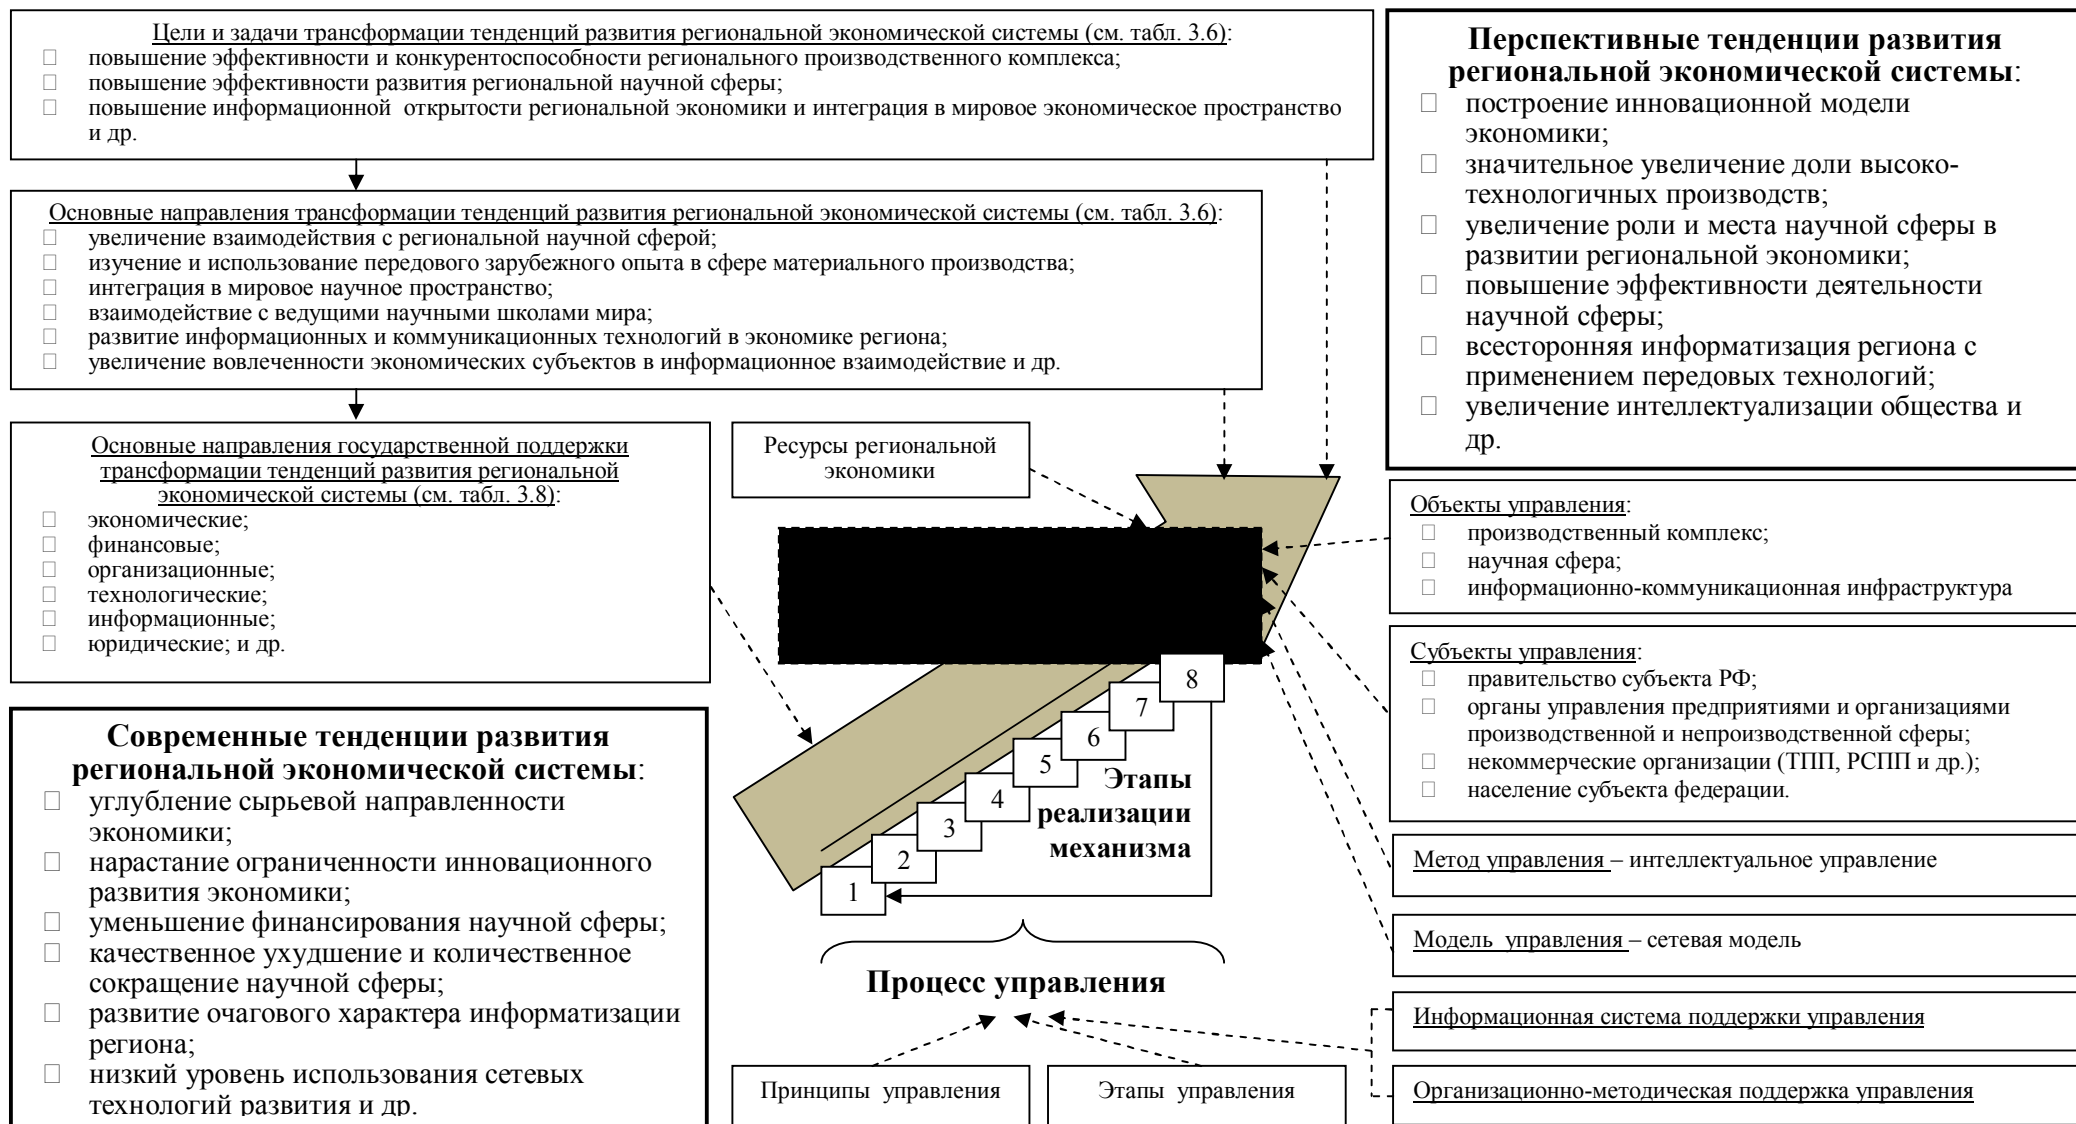 Цели и задачи трансформации тенденций развития региональной экономической системы (см. табл. 3.6):
повышение эффективности и конкурентоспособности регионального производственного комплекса;
повышение эффективности развития региональной научной сферы;
повышение информационной открытости региональной экономики и интеграция в мировое экономическое пространство
и др.
Основные направления трансформации тенденций развития региональной экономической системы (см. табл. 3.6):
увеличение взаимодействия с региональной научной сферой;
изучение и использование передового зарубежного опыта в сфере материального производства;
интеграция в мировое научное пространство;
взаимодействие с ведущими научными школами мира;
развитие информационных и коммуникационных технологий в экономике региона;
увеличение вовлеченности экономических субъектов в информационное взаимодействие и др.
Основные направления государственной поддержки
трансформации тенденций развития региональной
экономической системы (см. табл. 3.8):
экономические;
финансовые;
организационные;
технологические;
информационные;
юридические; и др.
Современные тенденции развития
региональной экономической системы:
углубление сырьевой направленности
экономики;
нарастание ограниченности инновационного
развития экономики;
уменьшение финансирования научной сферы;
качественное ухудшение и количественное
сокращение научной сферы;
развитие очагового характера информатизации
региона;
низкий уровень использования сетевых
технологий развития и др.
Ресурсы региональной
экономики
8
7
6
5
4
3
2
1
Этапы
реализации
механизма
Процесс управления
Принципы управления
Этапы управления
Перспективные тенденции развития
региональной экономической системы:
построение инновационной модели
экономики;
значительное увеличение доли высоко-
технологичных производств;
увеличение роли и места научной сферы в
развитии региональной экономики;
повышение эффективности деятельности
научной сферы;
всесторонняя информатизация региона с
применением передовых технологий;
увеличение интеллектуализации общества и
др.
Объекты управления:
производственный комплекс;
научная сфера;
информационно-коммуникационная инфраструктура
Субъекты управления:
правительство субъекта РФ;
органы управления предприятиями и организациями
производственной и непроизводственной сферы;
некоммерческие организации (ТПП, РСПП и др.);
население субъекта федерации.
Метод управления – интеллектуальное управление
Модель управления – сетевая модель
Информационная система поддержки управления
Организационно-методическая поддержка управления